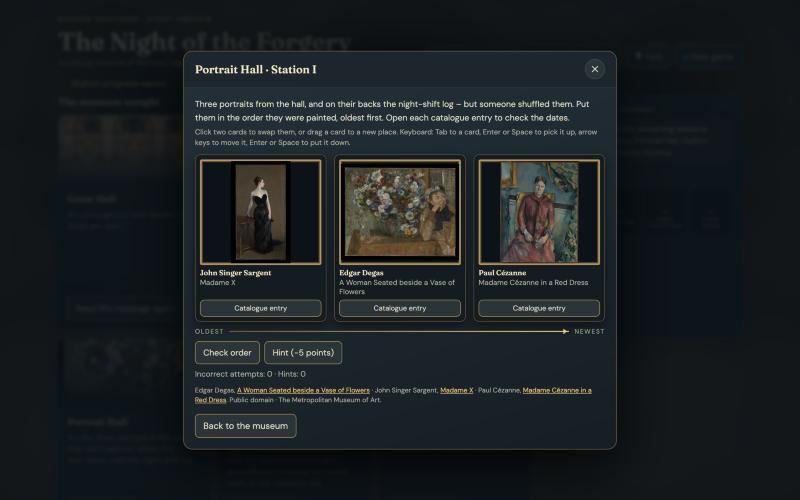 The Night of the Forgery
Portrait Hall · Station I
Three portraits from the hall, and on their backs the night-shift log – but someone shuffled them. Put
them in the order they were painted, oldest first. Open each catalogue entry to check the dates.
Click two cards to swap them, or drag a card to a new place. Keyboard: Tab to a card, Enter or Space to pick it up, arrow
keys to move it, Enter or Space to put it down.
John Singer Sargent
Madame X
Catalogue entry
Edgar Degas
A Woman Seated beside a Vase of
Flowers
Catalogue entry
Paul Cézanne
Madame Cézanne in a Red Dress
Catalogue entry
OLDEST
NEWEST
Check order
Hint (−5 points)
Incorrect attempts: 0 · Hints: 0
Edgar Degas, A Woman Seated beside a Vase of Flowers · John Singer Sargent, Madame X · Paul Cézanne, Madame Cézanne in a
Red Dress. Public domain · The Metropolitan Museum of Art.
Back to the museum
Portrait Hall